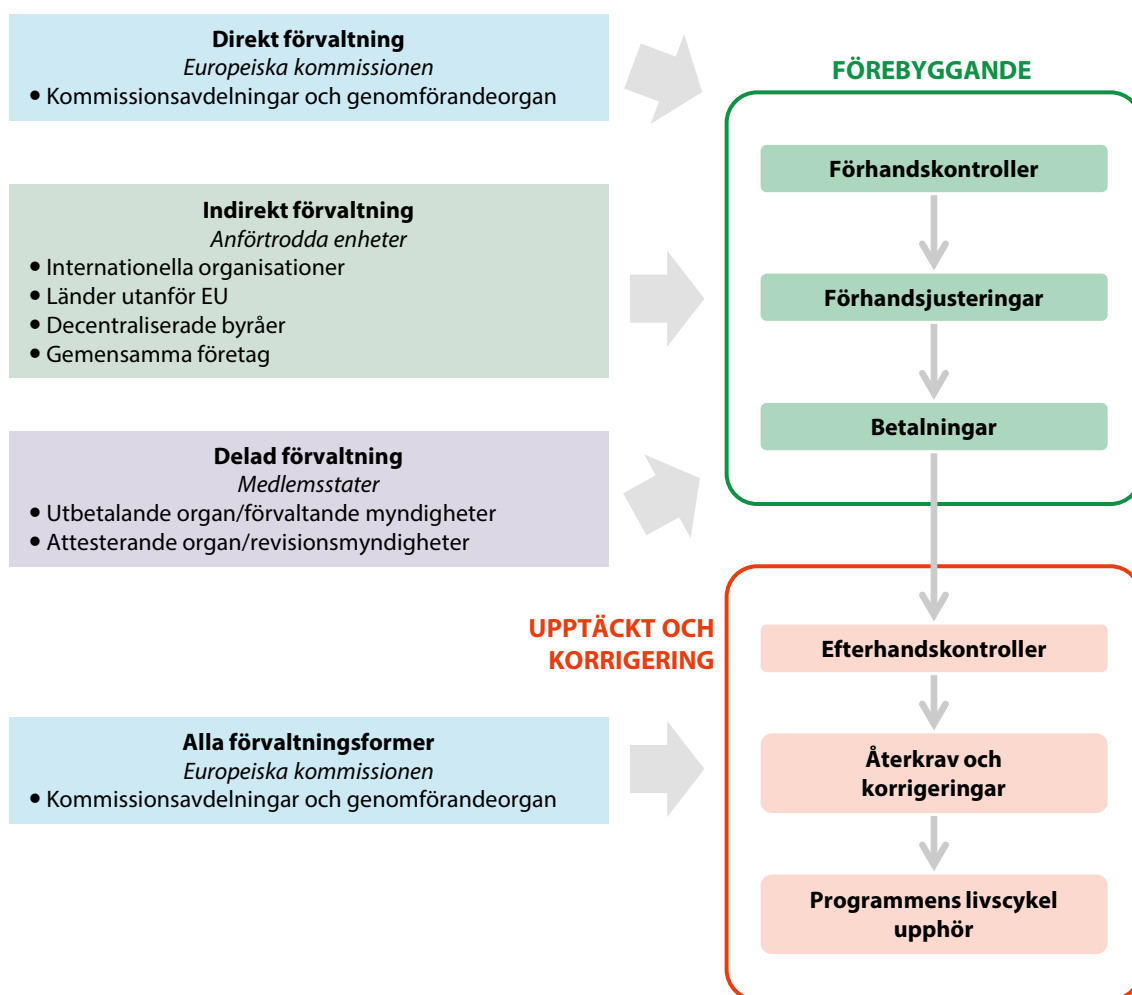 Direkt förvaltning
Europeiska kommissionen
• Kommissionsavdelningar och genomförandeorgan
Indirekt förvaltning
Anförtrodda enheter
• Internationella organisationer
• Länder utanför EU
• Decentraliserade byråer
• Gemensamma företag
Delad förvaltning
Medlemsstater
• Utbetalande organ/förvaltande myndigheter
• Attesterande organ/revisionsmyndigheter
Alla förvaltningsformer
Europeiska kommissionen
• Kommissionsavdelningar och genomförandeorgan
FÖREBYGGANDE
Förhandskontroller
Förhandsjusteringar
Betalningar
UPPTÄCKT OCH
KORRIGERING
Efterhandskontroller
Återkrav och
korrigeringar
Programmens livscykel
upphör